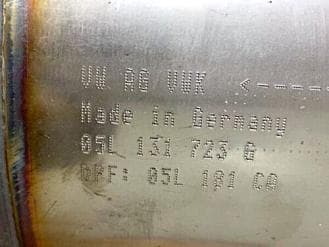 VW AG VWK <----
Made in Germany
05L 131 723 G
DPF: 05L 181 CA